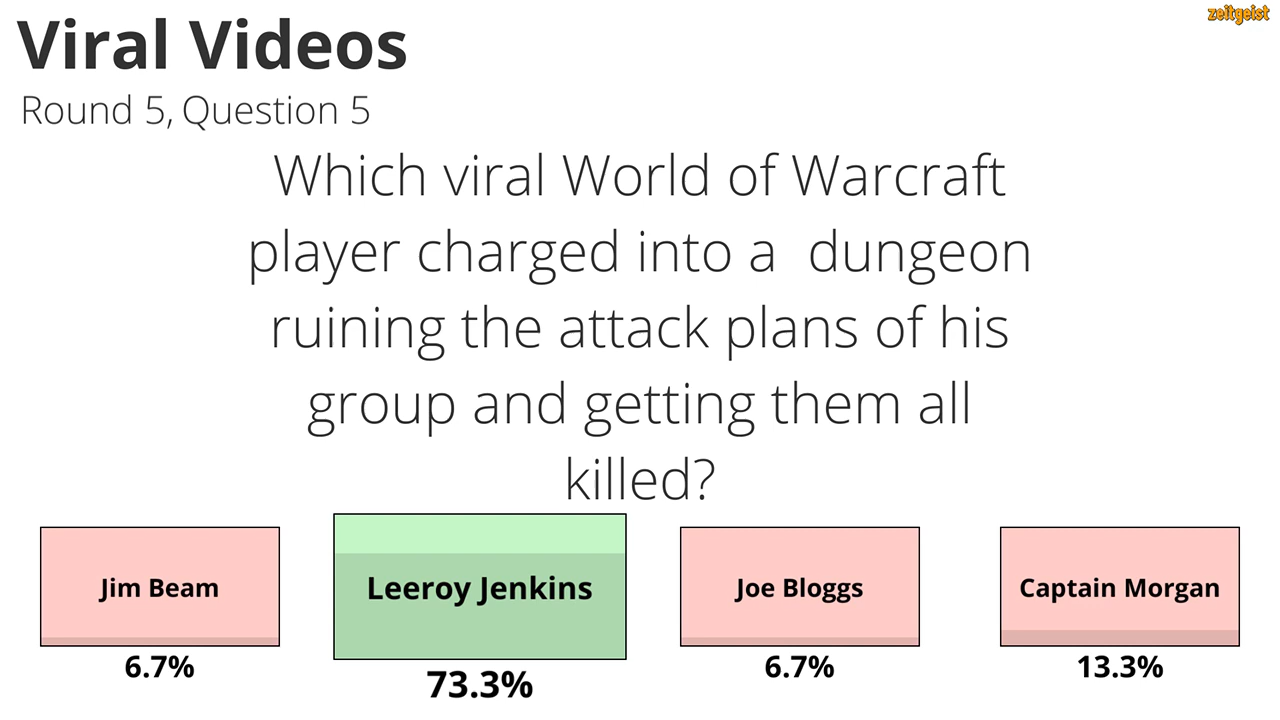 zeitgeist
Viral Videos
Round 5, Question 5
Which viral World of Warcraft
player charged into a  dungeon
ruining the attack plans of his
group and getting them all
killed?
Jim Beam
Leeroy Jenkins
Joe Bloggs
Captain Morgan
6.7%
73.3%
6.7%
13.3%